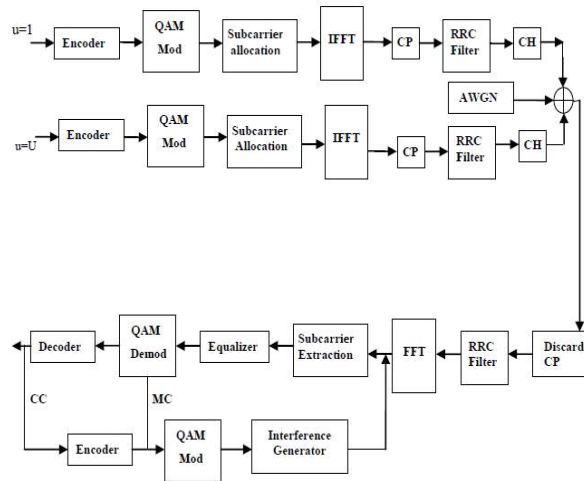 u=1
Encoder
QAM
Mod
Subcarrier
allocation
IFFT
CP
RRC
Filter
CH
AWGN
u=U
Encoder
QAM
Mod
Subcarrier
Allocation
IFFT
CP
RRC
Filter
CH
Decoder
QAM
Demod
Equalizer
Subcarrier
Extraction
FFT
RRC
Filter
Discard
CP
CC
MC
Encoder
QAM
Mod
Interference
Generator